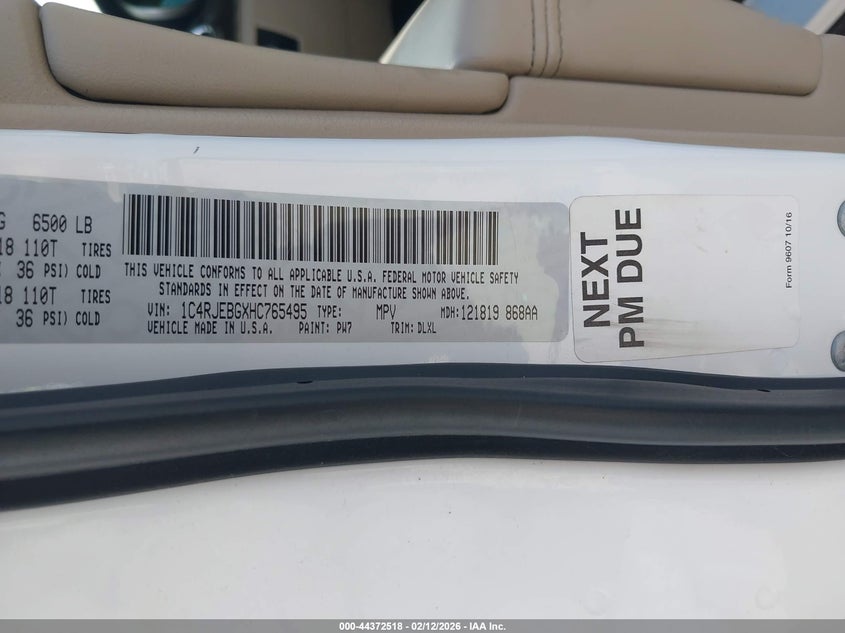 G 6500 LB
18 110T TIRES
36 PSI) COLD
18 110T TIRES
36 PSI) COLD
THIS VEHICLE CONFORMS TO ALL APPLICABLE U.S.A. FEDERAL MOTOR VEHICLE SAFETY
STANDARDS IN EFFECT ON THE DATE OF MANUFACTURE SHOWN ABOVE.
VIN: 1C4RJEBGXHC765495 TYPE: MPV MDH:121819 868AA
VEHICLE MADE IN U.S.A. PAINT: PW7 TRIM: DLXL
NEXT
PM DUE
Form 9607 10/16
000-44372518 | 02/12/2026 - IAA Inc.